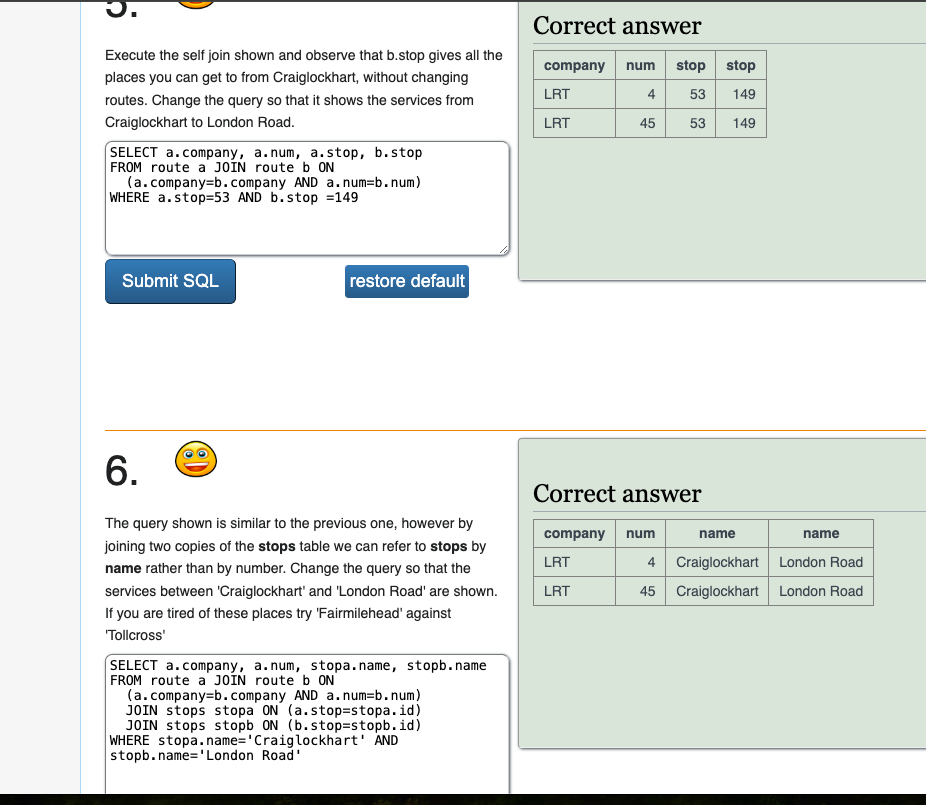 5.
Correct answer
Execute the self join shown and observe that b.stop gives all the
places you can get to from Craiglockhart, without changing
routes. Change the query so that it shows the services from
Craiglockhart to London Road.
company num stop stop
LRT 4 53 149
LRT 45 53 149
SELECT a.company, a.num, a.stop, b.stop
FROM route a JOIN route b ON
(a.company=b.company AND a.num=b.num)
WHERE a.stop=53 AND b.stop =149
Submit SQL
restore default
6.
Correct answer
The query shown is similar to the previous one, however by
joining two copies of the stops table we can refer to stops by
name rather than by number. Change the query so that the
services between 'Craiglockhart' and 'London Road' are shown.
If you are tired of these places try 'Fairmilehead' against
'Tollcross'
company num name name
LRT 4 Craiglockhart London Road
LRT 45 Craiglockhart London Road
SELECT a.company, a.num, stopa.name, stopb.name
FROM route a JOIN route b ON
(a.company=b.company AND a.num=b.num)
JOIN stops stopa ON (a.stop=stopa.id)
JOIN stops stopb ON (b.stop=stopb.id)
WHERE stopa.name='Craiglockhart' AND
stopb.name='London Road'